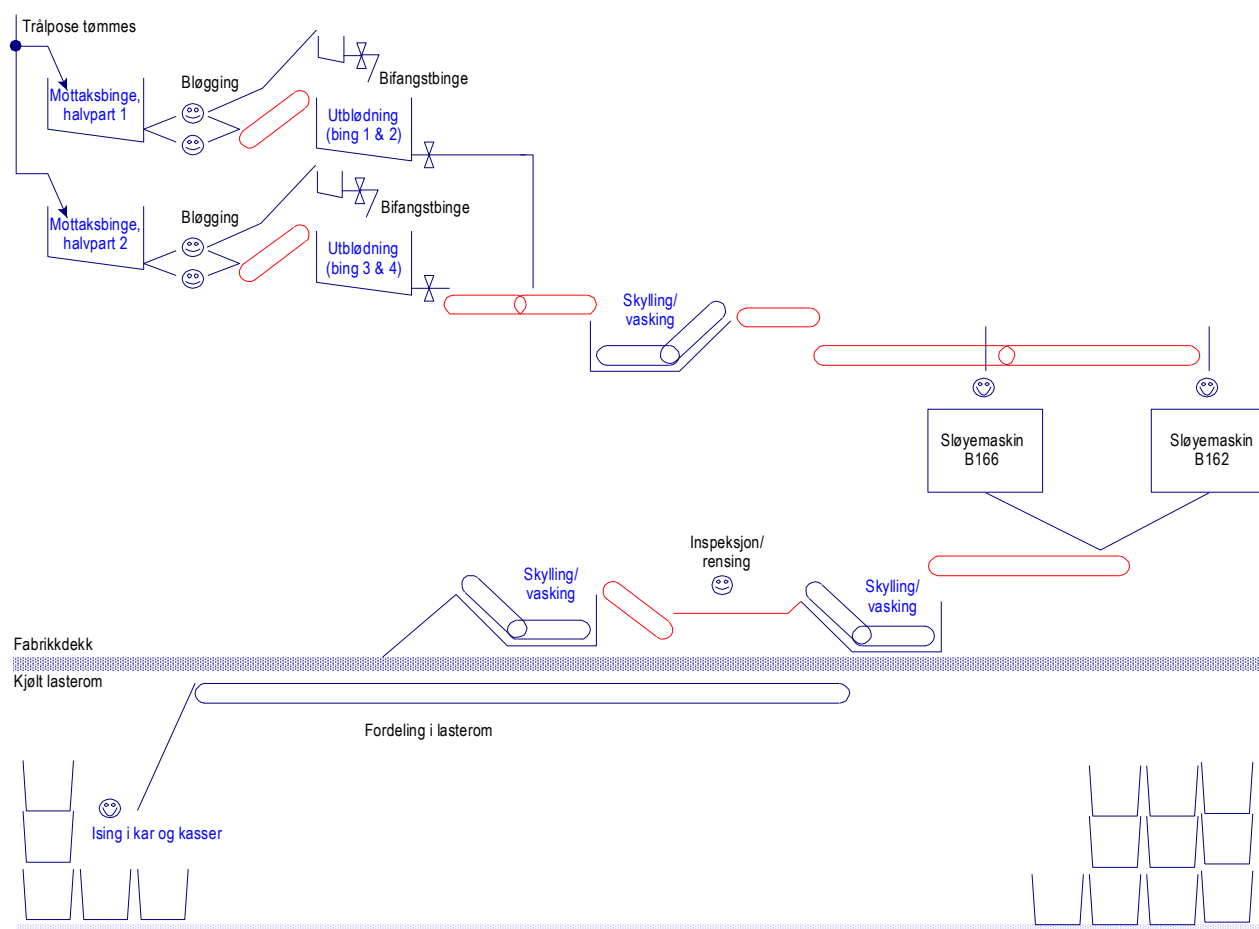 Trålpose tømmes
Mottaksbinge,
halvpart 1
Bløgging
Bifangstbinge
Utblødning
(bing 1 & 2)
Mottaksbinge,
halvpart 2
Bløgging
Bifangstbinge
Utblødning
(bing 3 & 4)
Skylling/
vasking
Sløyemaskin
B166
Sløyemaskin
B162
Inspeksjon/
rensing
Skylling/
vasking
Skylling/
vasking
Fabrikkdekk
Kjølt lasterom
Fordeling i lasterom
Ising i kar og kasser